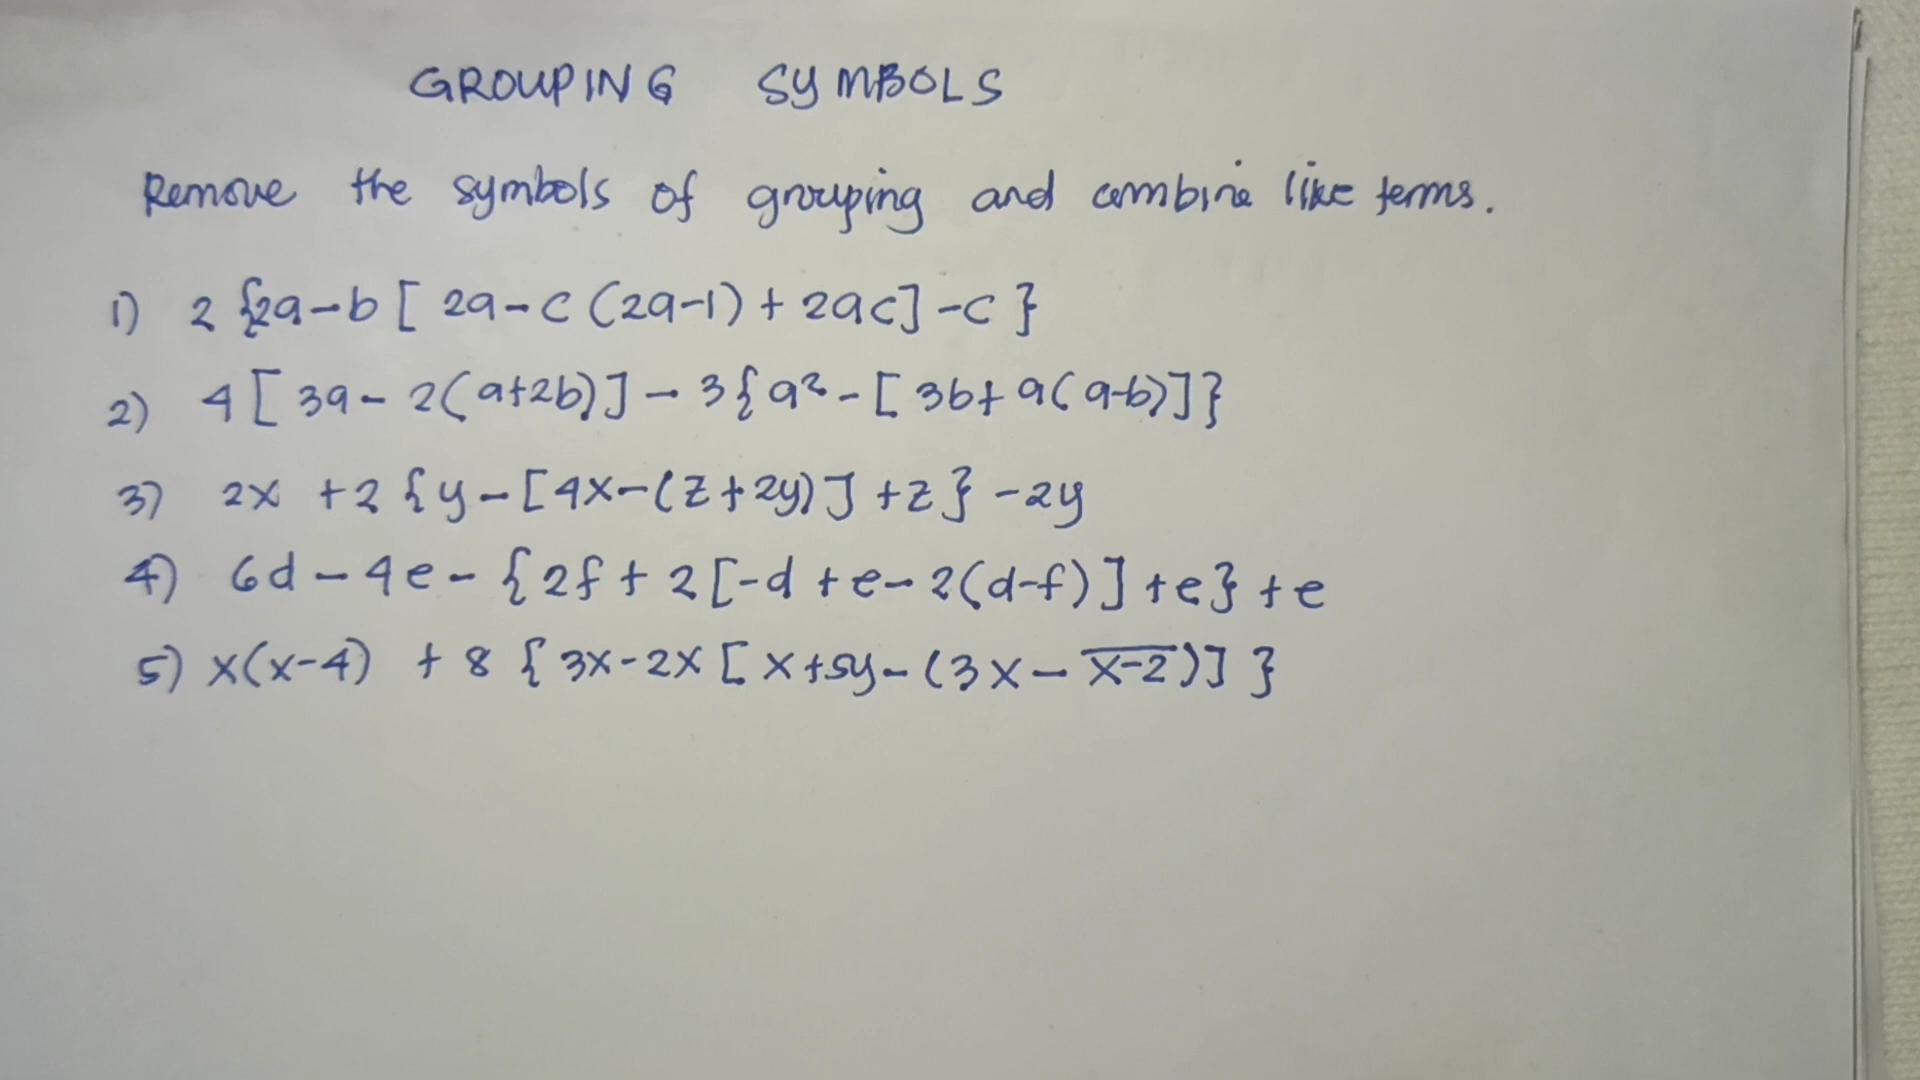 GROUPING SYMBOLS
Remove the symbols of grouping and combine like terms.
1) 2 {2a-b [ 2a-c (2a-1) + 2ac] -c }
2) 4 [ 3a - 2(a+2b)] - 3{a² - [ 3b+ a(a-b)]}
3) 2x +2 {y-[4x-(z+2y)] +z} -2y
4) 6d - 4e - {2f + 2 [-d +e- 2(d-f)] +e} +e
5) x(x-4) + 8 { 3x-2x [ x +5y- (3x- x̅-̅2̅)] }